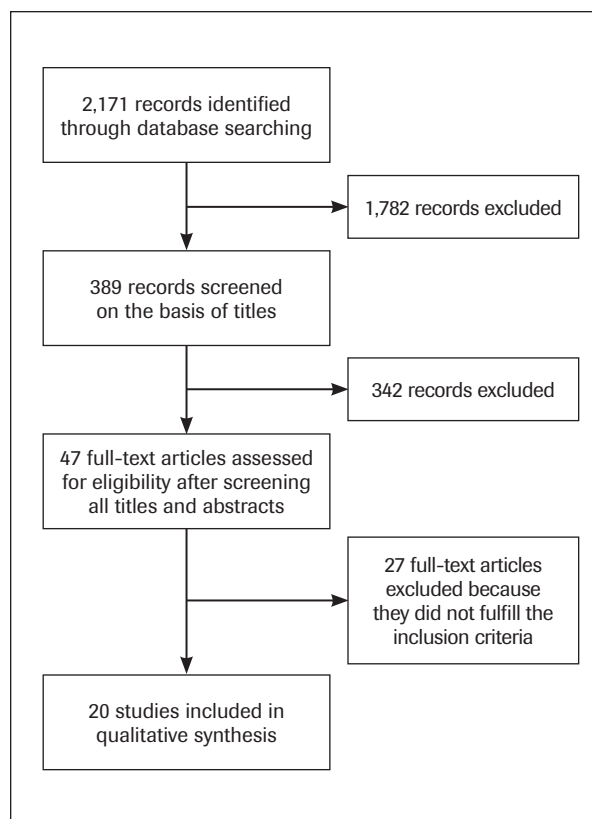 2,171 records identified
through database searching
1,782 records excluded
389 records screened
on the basis of titles
342 records excluded
47 full-text articles assessed
for eligibility after screening
all titles and abstracts
27 full-text articles
excluded because
they did not fulfill the
inclusion criteria
20 studies included in
qualitative synthesis